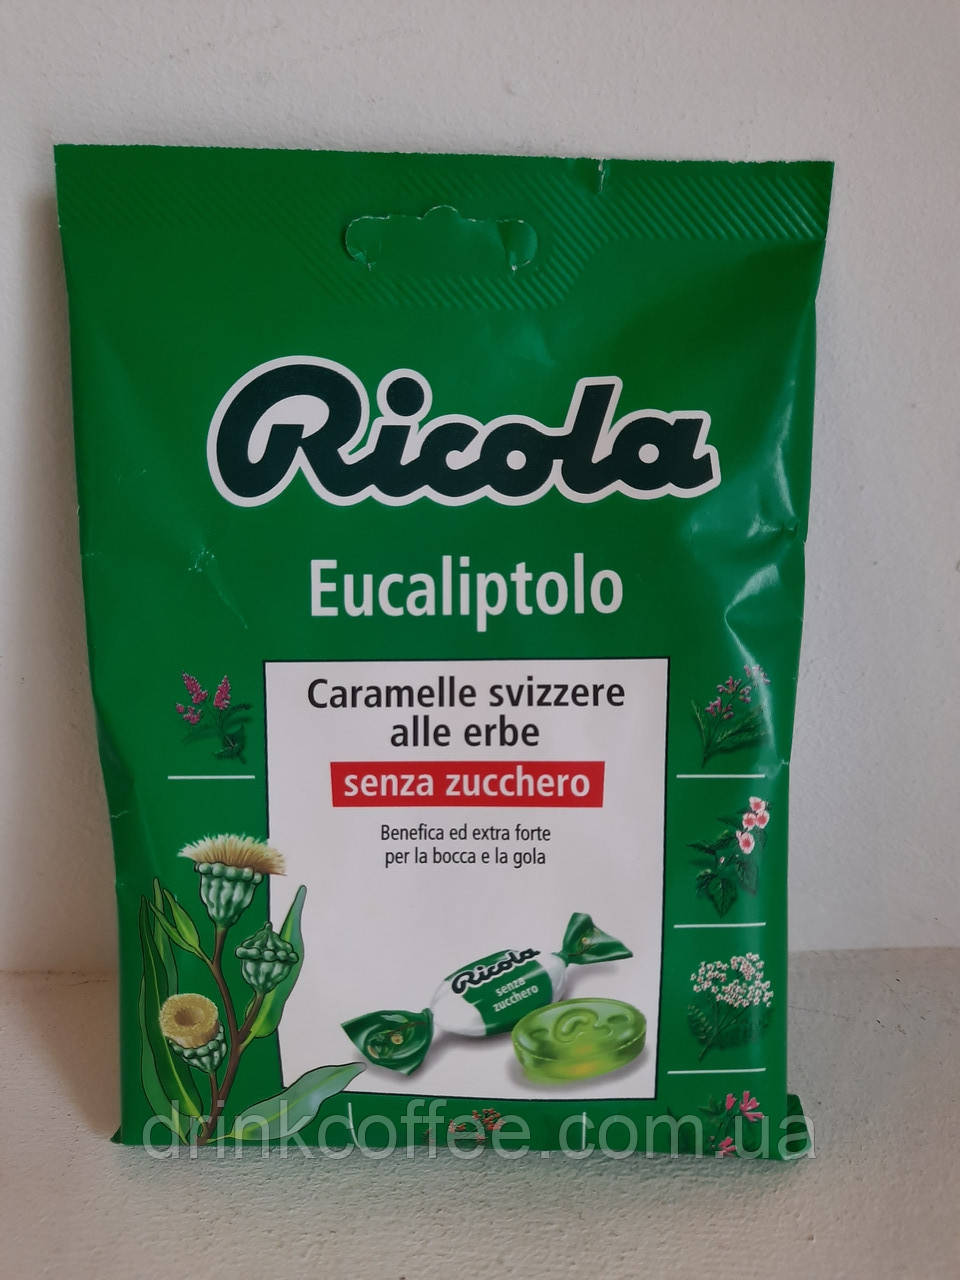 Ricola
Eucaliptolo
Caramelle svizzere
alle erbe
senza zucchero
Benefica ed extra forte
per la bocca e la gola
Ricola
senza
zucchero
drinkcoffee.com.ua